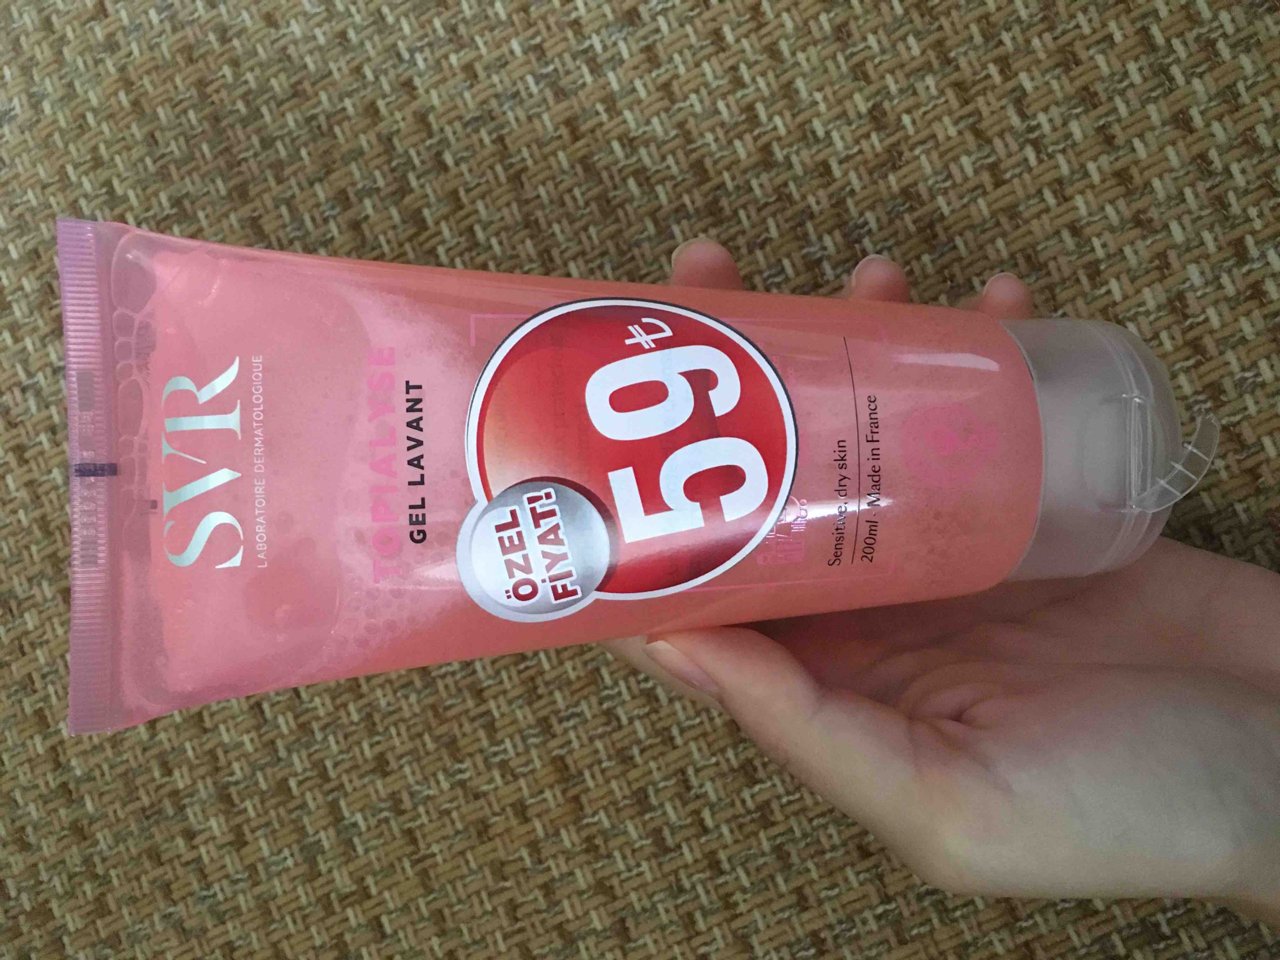 SVR
LABORATOIRE DERMATOLOGIQUE
TOPIALYSE
GEL LAVANT
ÖZEL
FİYAT!
59₺
Sensitive, dry skin
200ml - Made in France